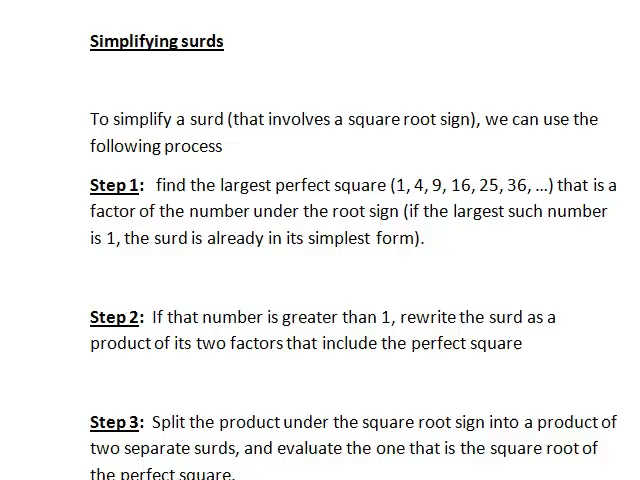 Simplifying surds
To simplify a surd (that involves a square root sign), we can use the
following process
Step 1: find the largest perfect square (1, 4, 9, 16, 25, 36, ...) that is a
factor of the number under the root sign (if the largest such number
is 1, the surd is already in its simplest form).
Step 2: If that number is greater than 1, rewrite the surd as a
product of its two factors that include the perfect square
Step 3: Split the product under the square root sign into a product of
two separate surds, and evaluate the one that is the square root of
the perfect square.